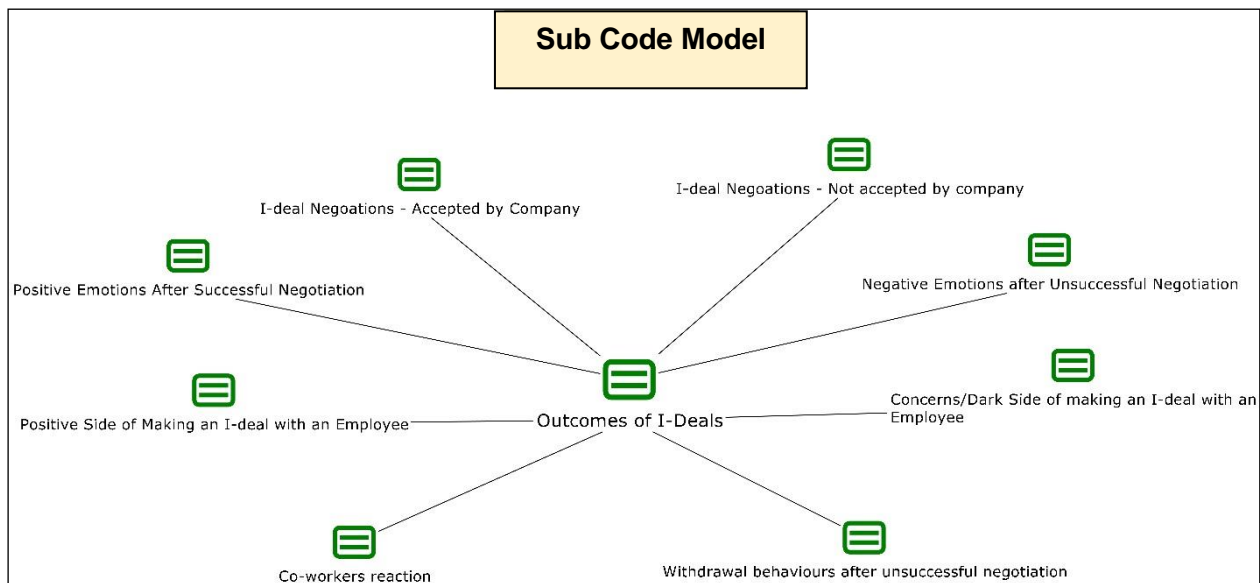 Sub Code Model
I-deal Negoations - Accepted by Company
I-deal Negoations - Not accepted by company
Positive Emotions After Successful Negotiation
Negative Emotions after Unsuccessful Negotiation
Positive Side of Making an I-deal with an Employee
Outcomes of I-Deals
Concerns/Dark Side of making an I-deal with an
Employee
Co-workers reaction
Withdrawal behaviours after unsuccessful negotiation